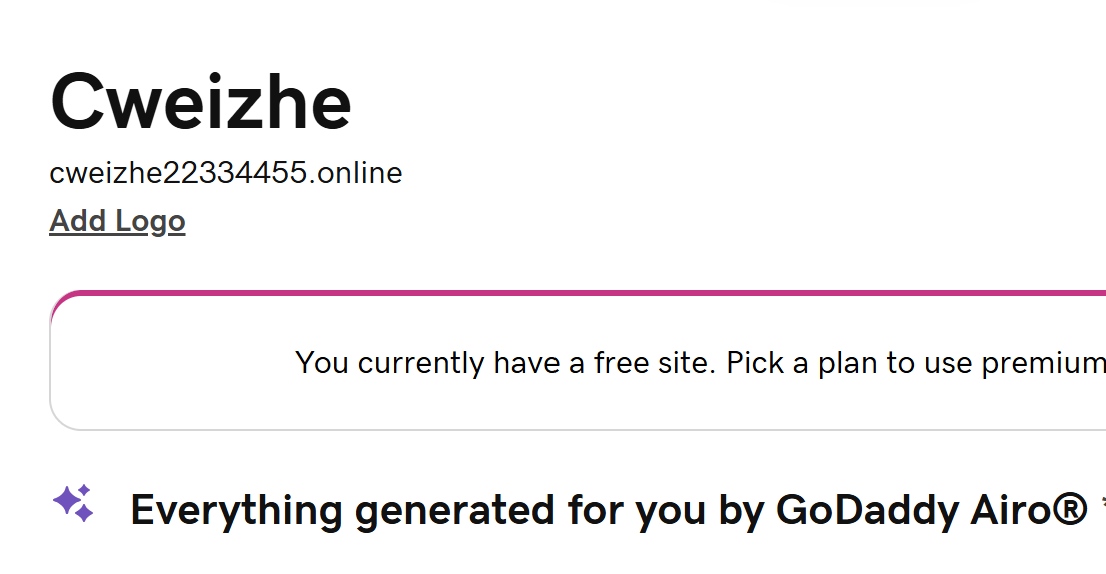 Cweizhe
cweizhe22334455.online
Add Logo
You currently have a free site. Pick a plan to use premium
Everything generated for you by GoDaddy Airo®